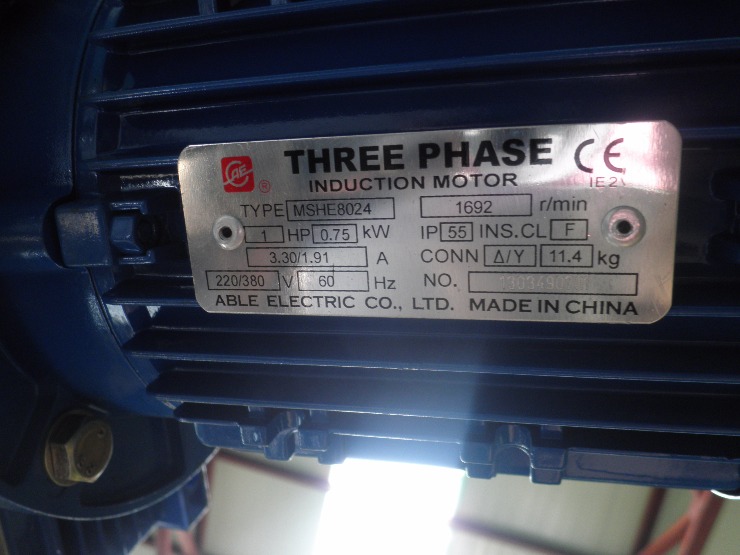 AE ® THREE PHASE CE
INDUCTION MOTOR IE2
TYPE MSHE8024 1692 r/min
1 HP 0.75 kW IP 55 INS.CL F
3.30/1.91 A CONN Δ/Y 11.4 kg
220/380 V 60 Hz NO.
ABLE ELECTRIC CO., LTD. MADE IN CHINA